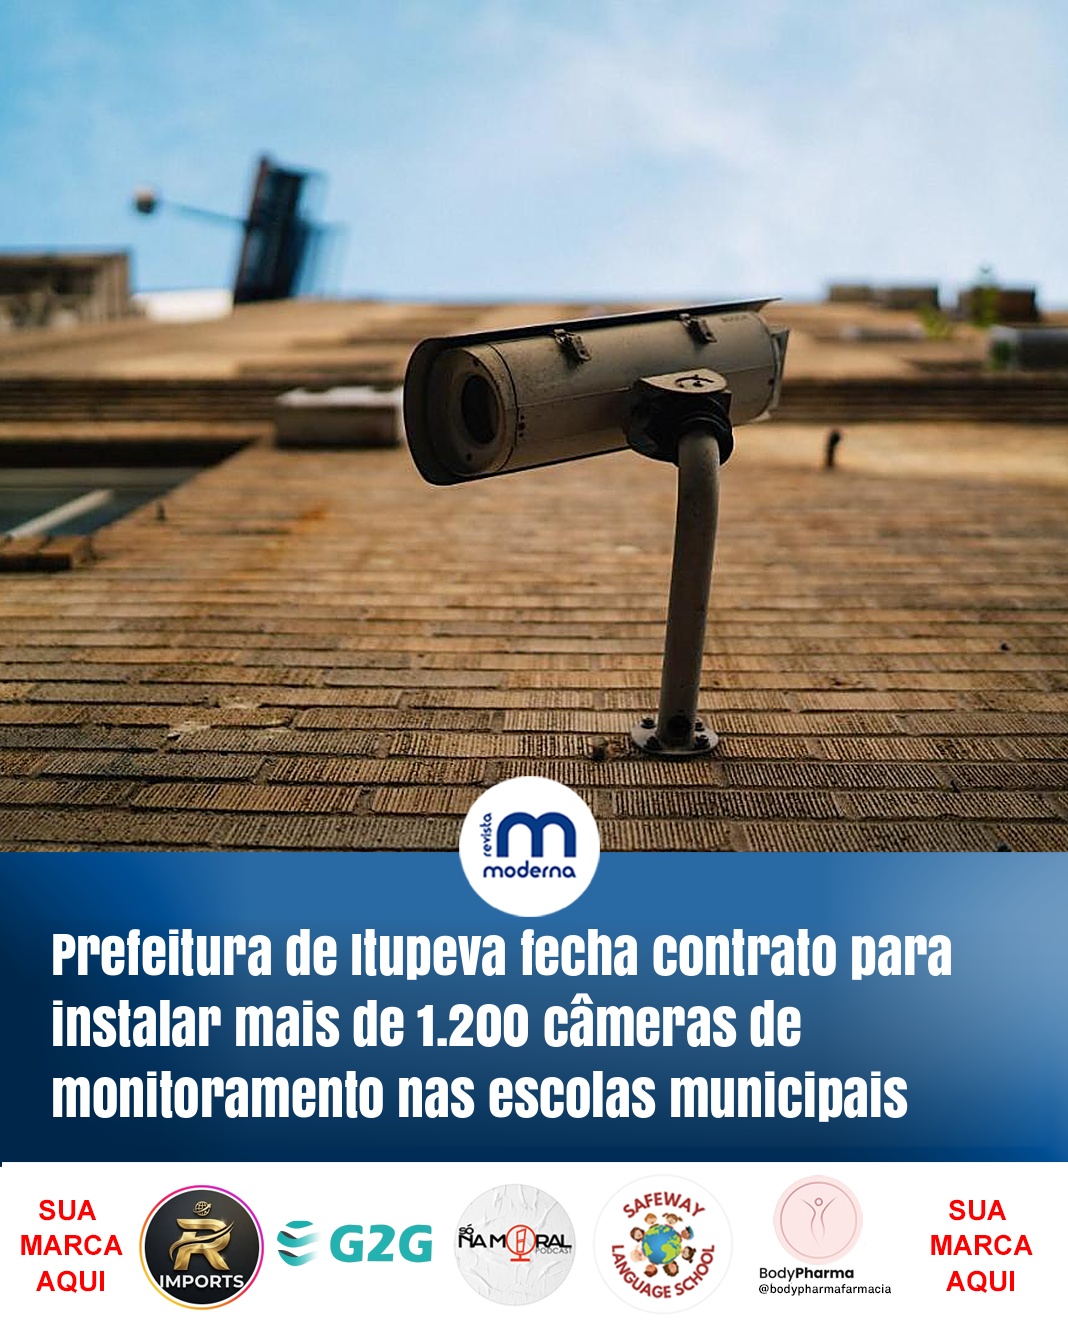 revista
m
moderna
Prefeitura de Itupeva fecha contrato para
instalar mais de 1.200 câmeras de
monitoramento nas escolas municipais
SUA
MARCA
AQUI
R
IMPORTS
G2G
SÓ
NA MORAL
PODCAST
SAFEWAY
LANGUAGE SCHOOL
BodyPharma
@bodypharmafarmacia
SUA
MARCA
AQUI